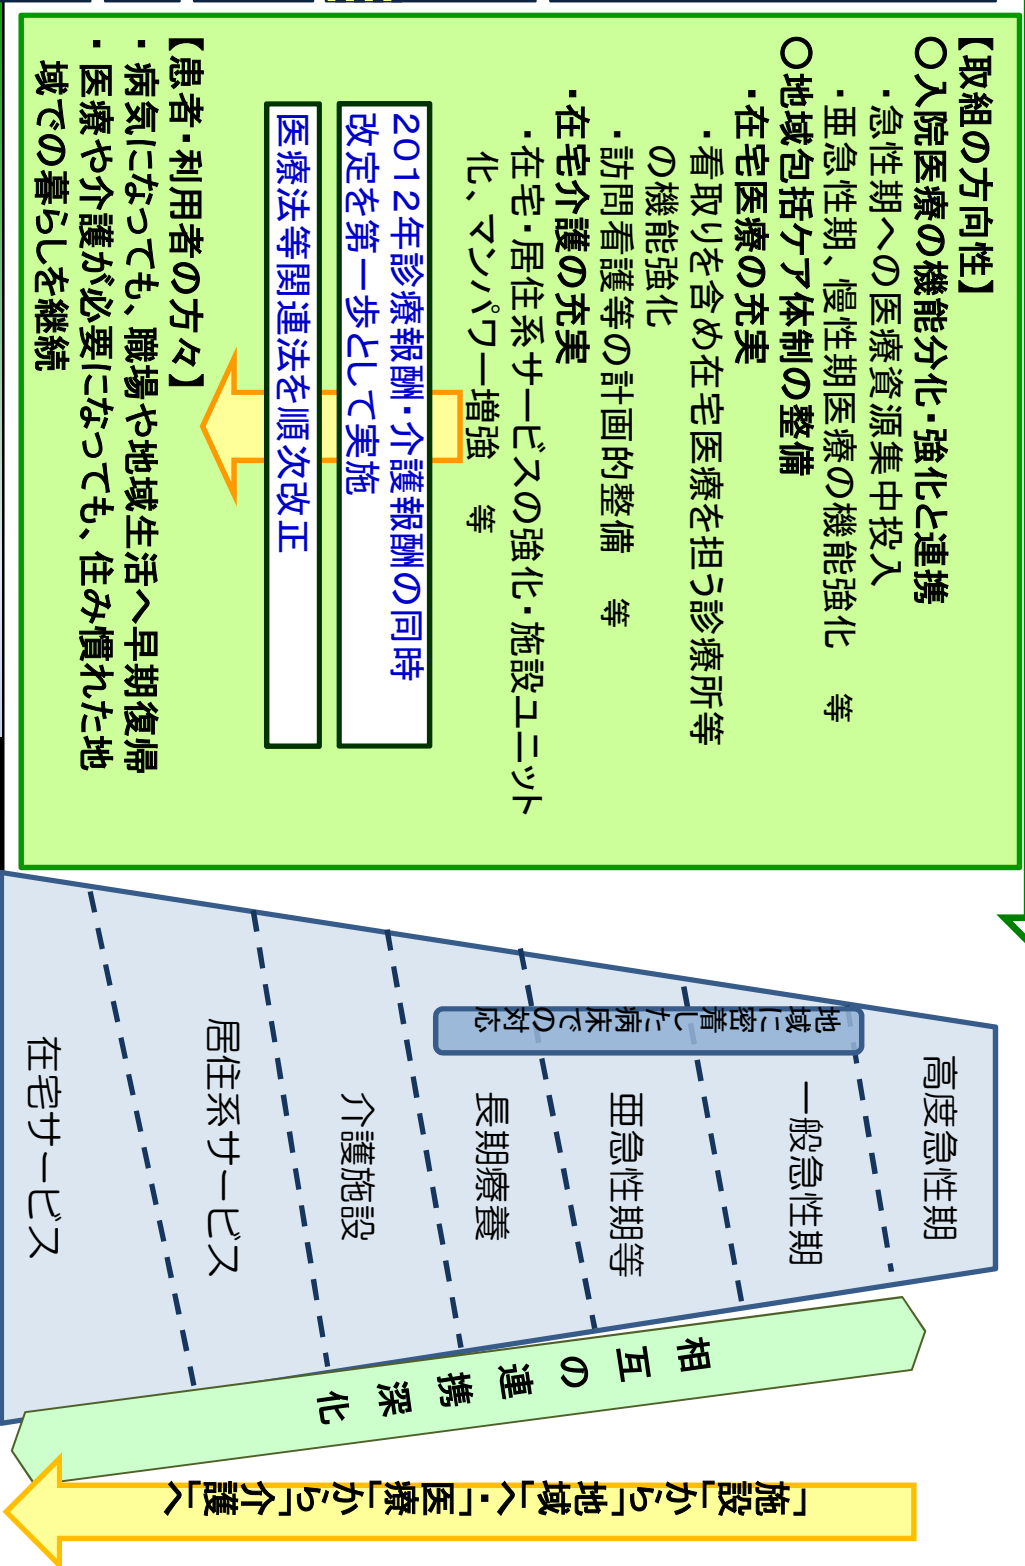 【取組の方向性】
○入院医療の機能分化・強化と連携
・急性期への医療資源集中投入
・亜急性期、慢性期医療の機能強化　等
○地域包括ケア体制の整備
・在宅医療の充実
・看取りを含め在宅医療を担う診療所等
の機能強化
・訪問看護等の計画的整備　等
・在宅介護の充実
・在宅・居住系サービスの強化・施設ユニット
化、マンパワー増強　等
2012年診療報酬・介護報酬の同時
改定を第一歩として実施
医療法等関連法を順次改正
【患者・利用者の方々】
・病気になっても、職場や地域生活へ早期復帰
・医療や介護が必要になっても、住み慣れた地
域での暮らしを継続
高度急性期
一般急性期
亜急性期等
長期療養
介護施設
居住系サービス
在宅サービス
地域に密着した病床での対応
相互の連携深化
「施設」から「地域」へ・「医療」から「介護」へ